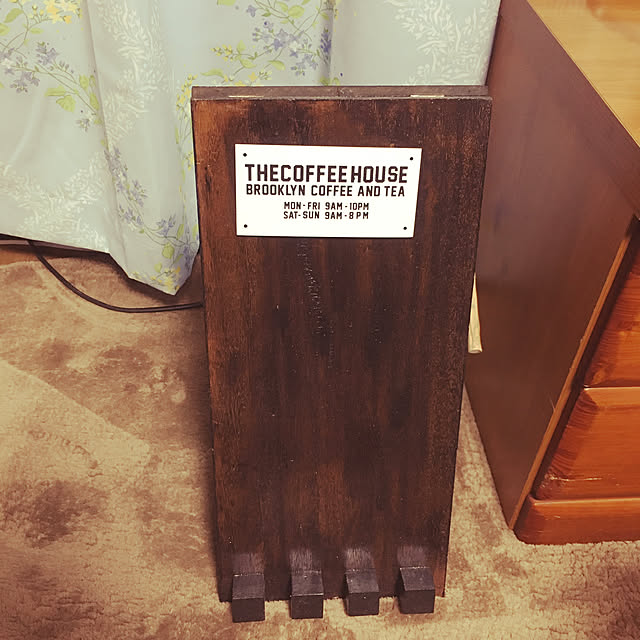 THECOFFEEHOUSE
BROOKLYN COFFEE AND TEA
MON-FRI 9AM-10PM
SAT-SUN 9AM-8PM